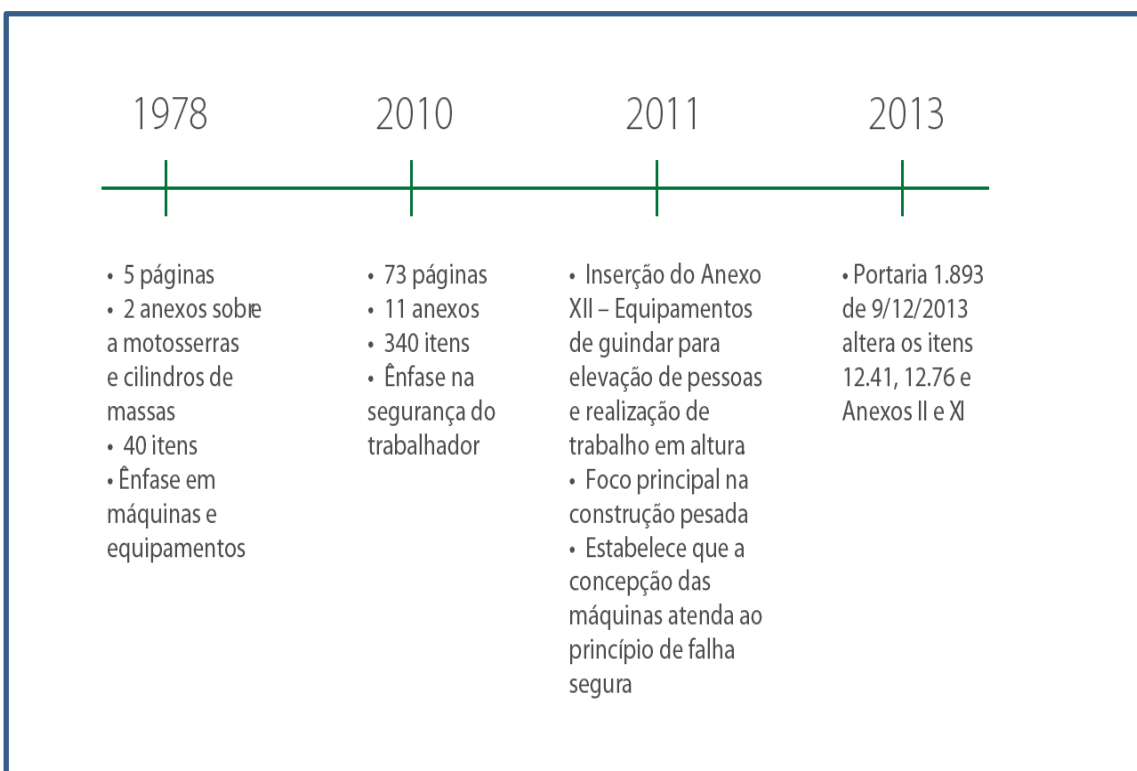 1978
• 5 páginas
• 2 anexos sobre
a motosserras
e cilindros de
massas
• 40 itens
• Ênfase em
máquinas e
equipamentos
2010
• 73 páginas
• 11 anexos
• 340 itens
• Ênfase na
segurança do
trabalhador
2011
• Inserção do Anexo
XII – Equipamentos
de guindar para
elevação de pessoas
e realização de
trabalho em altura
• Foco principal na
construção pesada
• Estabelece que a
concepção das
máquinas atenda ao
princípio de falha
segura
2013
• Portaria 1.893
de 9/12/2013
altera os itens
12.41, 12.76 e
Anexos II e XI